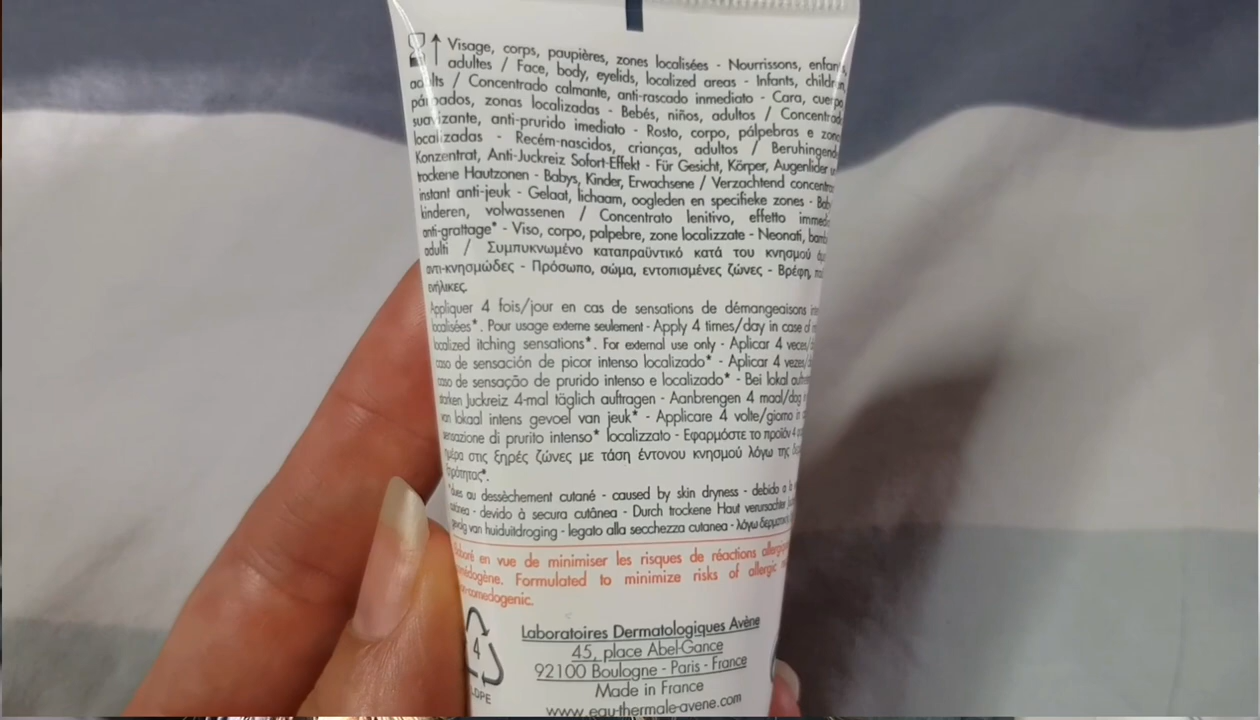 Visage, corps, paupières, zones localisées - Nourrissons,
adultes / Face, body, eyelids, localized areas - Infants,
adults / Concentrado calmante, anti-rascado inmediato - Cara,
párpados, zonas localizadas - Bebés, niños, adultos /
suavizante, anti-prurido imediato - Rosto, corpo, pálpebras e
localizadas - Recém-nascidos, crianças, adultos /
Konzentrat, Anti-Juckreiz Sofort-Effekt - Für Gesicht, Körper, Augenlider
trockene Hautzonen - Babys, Kinder, Erwachsene / Verzachtend
instant anti-jeuk - Gelaat, lichaam, oogleden en specifieke zones -
kinderen, volwassenen / Concentrato lenitivo, effetto
anti-grattage* - Viso, corpo, palpebre, zone localizzate - Neonati,
adulti / Συμπυκνωμένο καταπραϋντικό κατά του κνησμού
αντι-κνησμώδες - Πρόσωπο, σώμα, εντοπισμένες ζώνες - Βρέφη,
ενήλικες.
Appliquer 4 fois/jour en cas de sensations de démangeaisons
localisées*. Pour usage externe seulement - Apply 4 times/day in case of
localized itching sensations*. For external use only - Aplicar 4 veces/
caso de sensación de picor intenso localizado* - Aplicar 4 vezes/
caso de sensação de prurido intenso e localizado* - Bei lokal
starken Juckreiz 4-mal täglich auftragen - Aanbrengen 4 maal/dag
van lokaal intens gevoel van jeuk* - Applicare 4 volte/giorno
sensazione di prurito intenso* localizzato - Εφαρμόστε το προϊόν 4
ημέρα στις ξηρές ζώνες με τάση έντονου κνησμού λόγω της
ξηρότητας*.
*dues au dessèchement cutané - caused by skin dryness - debido a
cutánea - devido à secura cutânea - Durch trockene Haut verursachter
van huiduitdroging - legato alla secchezza cutanea - λόγω
en vue de minimiser les risques de réactions
Formulated to minimize risks of allergic
Laboratoires Dermatologiques Avène
45, place Abel-Gance
92100 Boulogne - Paris - France
Made in France
www.eau-thermale-avene.com
4
LDPE